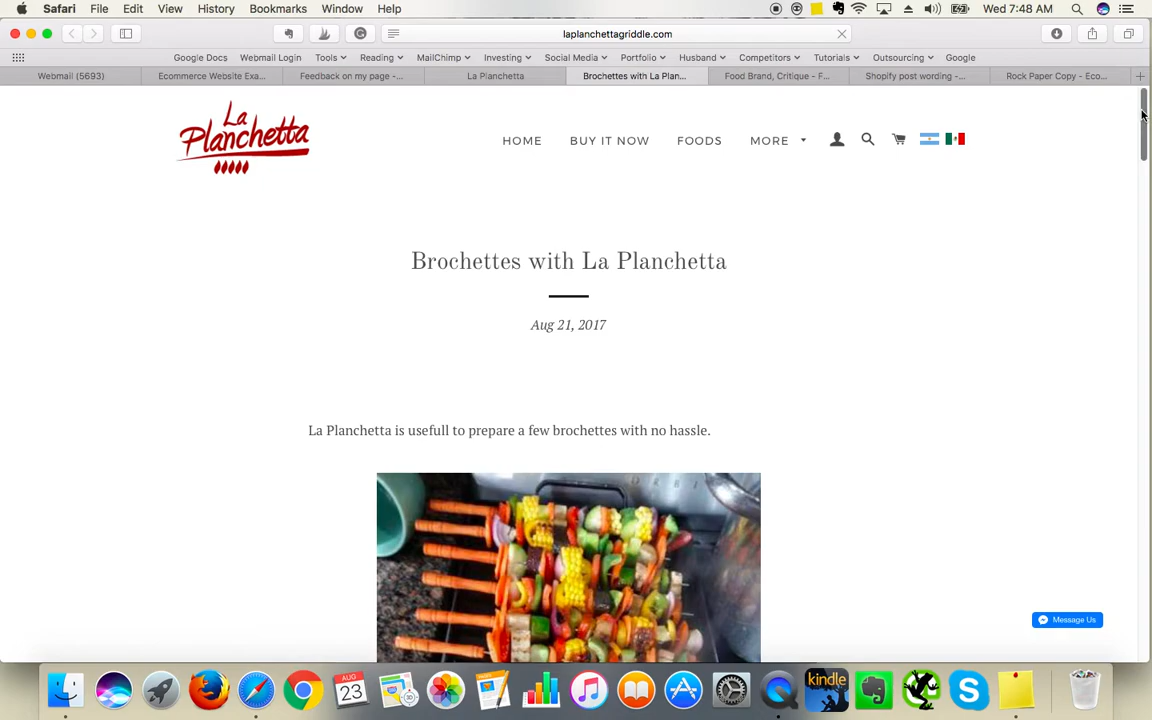 Safari File Edit View History Bookmarks Window Help Wed 7:48 AM
laplanchettagriddle.com
Google Docs Webmail Login Tools Reading MailChimp Investing Social Media Portfolio Husband Competitors Tutorials Outsourcing Google
Webmail (5693) Ecommerce Website Exa... Feedback on my page -... La Planchetta Brochettes with La Plan... Food Brand, Critique - F... Shopify post wording -... Rock Paper Copy - Eco...
La
Planchetta
HOME BUY IT NOW FOODS MORE
Brochettes with La Planchetta
Aug 21, 2017
La Planchetta is usefull to prepare a few brochettes with no hassle.
Message Us
AUG
23
kindle